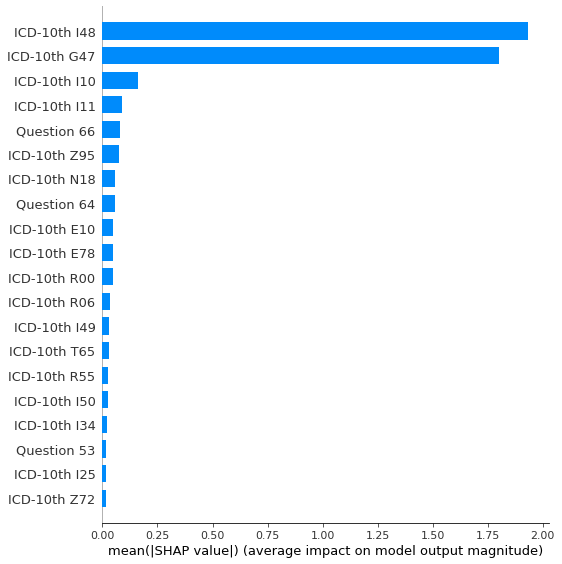 ICD-10th I48
ICD-10th G47
ICD-10th I10
ICD-10th I11
Question 66
ICD-10th Z95
ICD-10th N18
Question 64
ICD-10th E10
ICD-10th E78
ICD-10th R00
ICD-10th R06
ICD-10th I49
ICD-10th T65
ICD-10th R55
ICD-10th I50
ICD-10th I34
Question 53
ICD-10th I25
ICD-10th Z72
0.00 0.25 0.50 0.75 1.00 1.25 1.50 1.75 2.00
mean(|SHAP value|) (average impact on model output magnitude)